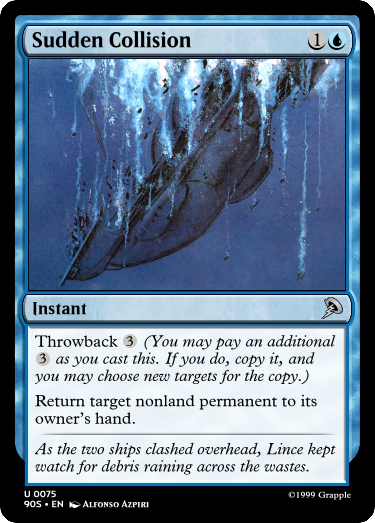 Sudden Collision 1
Instant
Throwback 3 (You may pay an additional
3 as you cast this. If you do, copy it, and
you may choose new targets for the copy.)
Return target nonland permanent to its
owner's hand.
As the two ships clashed overhead, Lince kept
watch for debris raining across the wastes.
U 0075
90S • EN Alfonso Azpiri
©1999 Grapple